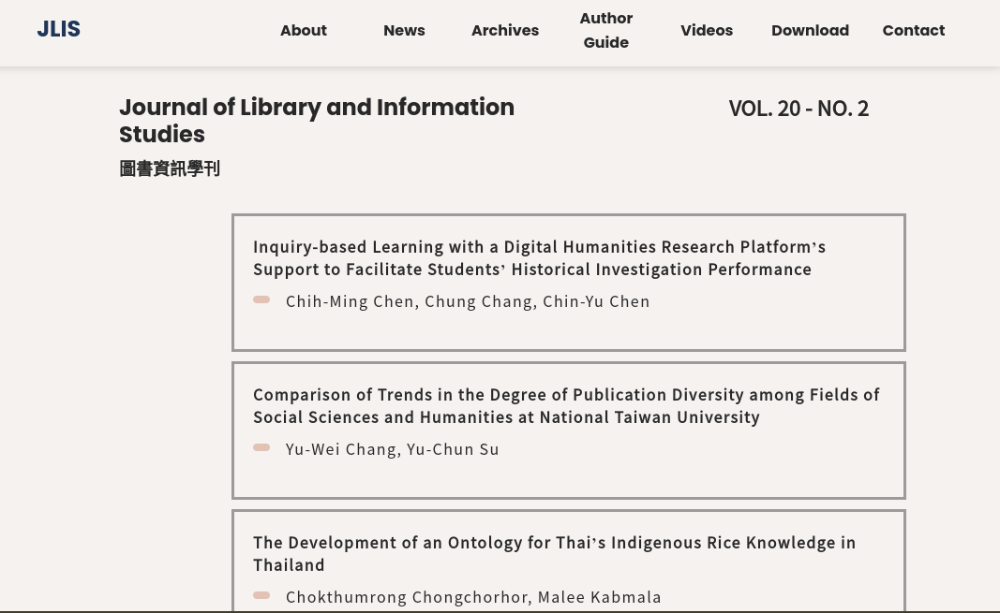 JLIS
About
News
Archives
Author
Guide
Videos
Download
Contact
Journal of Library and Information
Studies
圖書資訊學刊
VOL. 20 - NO. 2
Inquiry-based Learning with a Digital Humanities Research Platform’s
Support to Facilitate Students’ Historical Investigation Performance
Chih-Ming Chen, Chung Chang, Chin-Yu Chen
Comparison of Trends in the Degree of Publication Diversity among Fields of
Social Sciences and Humanities at National Taiwan University
Yu-Wei Chang, Yu-Chun Su
The Development of an Ontology for Thai’s Indigenous Rice Knowledge in
Thailand
Chokthumrong Chongchorhor, Malee Kabmala